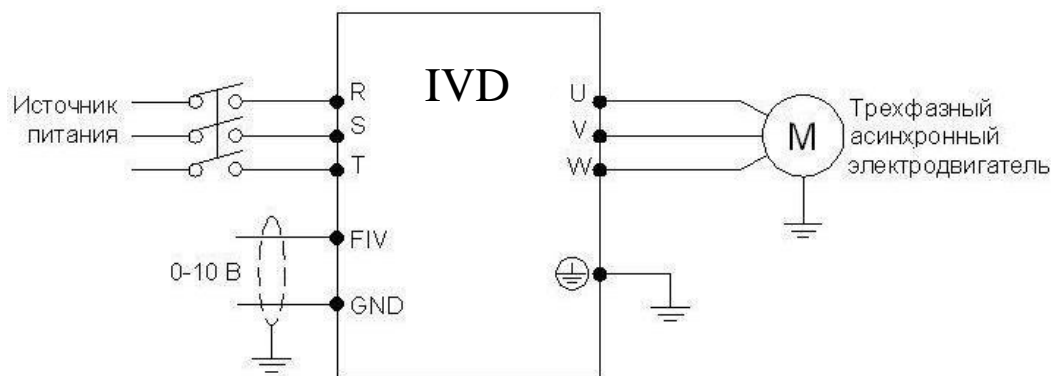 IVD
Источник
питания
R
S
T
FIV
0-10 В
GND
U
V
W
M
Трехфазный
асинхронный
электродвигатель